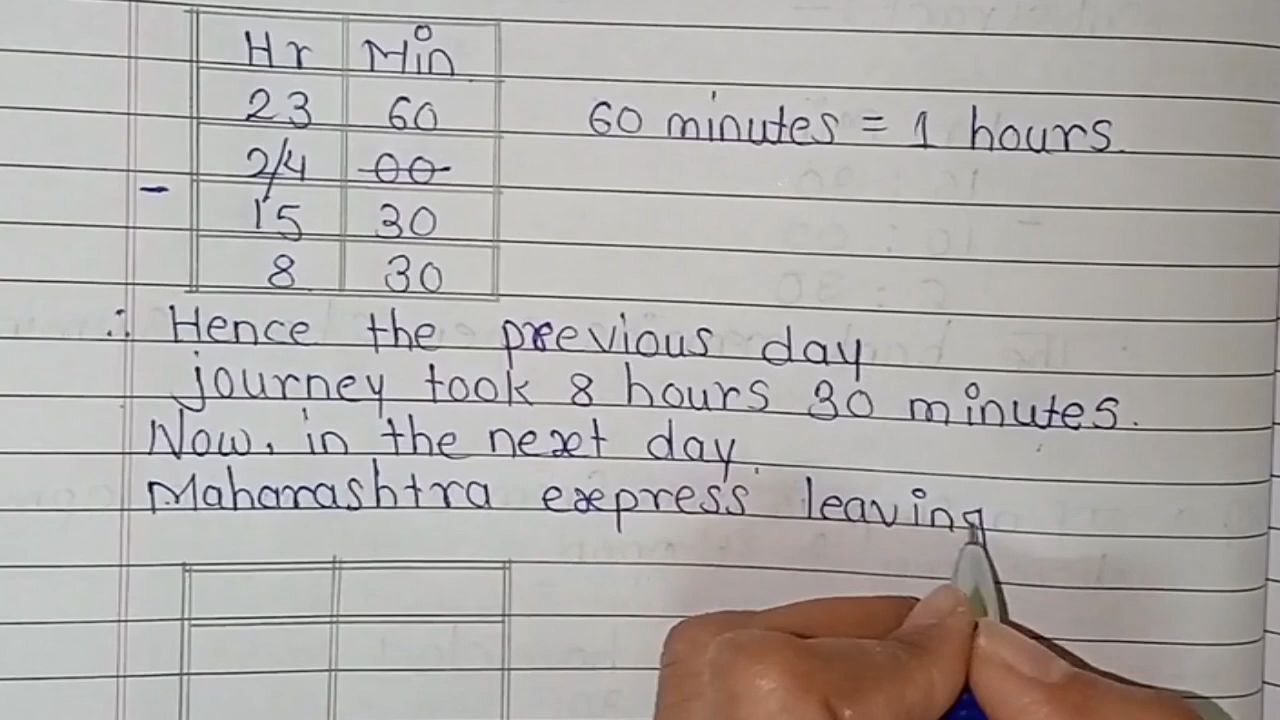 Hr Min
23 60 60 minutes = 1 hours.
24 00
-
15 30
8 30
∴ Hence the previous day
journey took 8 hours 30 minutes.
Now, in the next day.
Maharashtra express leaving